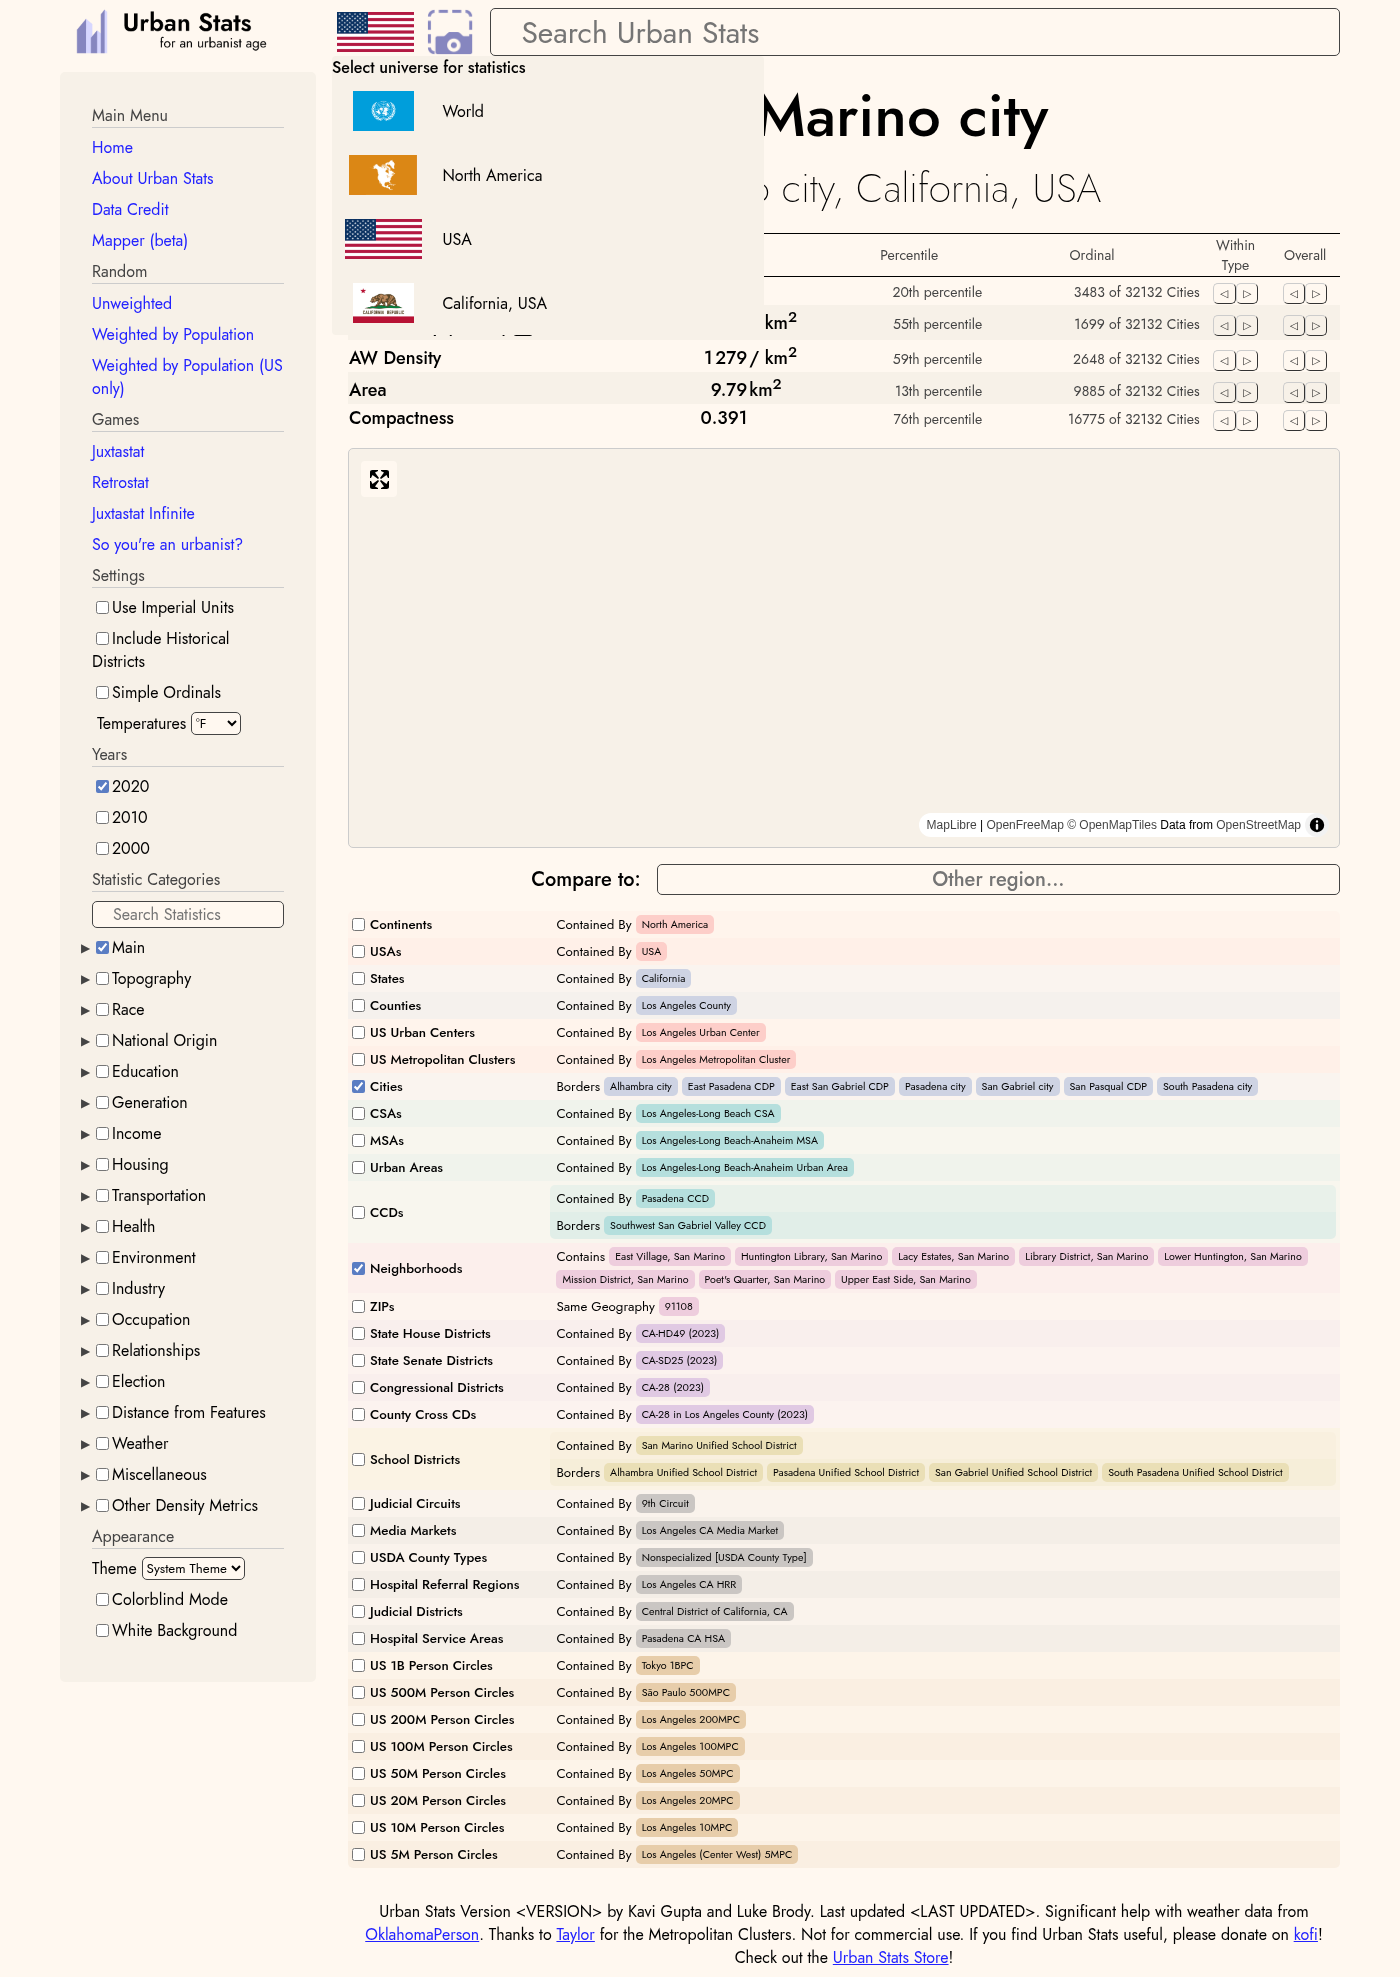 Urban Stats
for an urbanist age
Search Urban Stats
Select universe for statistics
World
North America
USA
California, USA
Marino city
city, California, USA
Main Menu
Home
About Urban Stats
Data Credit
Mapper (beta)
Random
Unweighted
Weighted by Population
Weighted by Population (US
only)
Games
Juxtastat
Retrostat
Juxtastat Infinite
So you're an urbanist?
Settings
Use Imperial Units
Include Historical
Districts
Simple Ordinals
Temperatures °F
Years
2020
2010
2000
Statistic Categories
Search Statistics
Main
Topography
Race
National Origin
Education
Generation
Income
Housing
Transportation
Health
Environment
Industry
Occupation
Relationships
Election
Distance from Features
Weather
Miscellaneous
Other Density Metrics
Appearance
Theme System Theme
Colorblind Mode
White Background
Percentile Ordinal Within Type Overall
20th percentile 3483 of 32132 Cities
km² 55th percentile 1699 of 32132 Cities
AW Density 1 279 / km² 59th percentile 2648 of 32132 Cities
Area 9.79 km² 13th percentile 9885 of 32132 Cities
Compactness 0.391 76th percentile 16775 of 32132 Cities
MapLibre | OpenFreeMap © OpenMapTiles Data from OpenStreetMap
Compare to: Other region...
Continents Contained By North America
USAs Contained By USA
States Contained By California
Counties Contained By Los Angeles County
US Urban Centers Contained By Los Angeles Urban Center
US Metropolitan Clusters Contained By Los Angeles Metropolitan Cluster
Cities Borders Alhambra city East Pasadena CDP East San Gabriel CDP Pasadena city San Gabriel city San Pasqual CDP South Pasadena city
CSAs Contained By Los Angeles-Long Beach CSA
MSAs Contained By Los Angeles-Long Beach-Anaheim MSA
Urban Areas Contained By Los Angeles-Long Beach-Anaheim Urban Area
CCDs Contained By Pasadena CCD
Borders Southwest San Gabriel Valley CCD
Neighborhoods Contains East Village, San Marino Huntington Library, San Marino Lacy Estates, San Marino Library District, San Marino Lower Huntington, San Marino
Mission District, San Marino Poet's Quarter, San Marino Upper East Side, San Marino
ZIPs Same Geography 91108
State House Districts Contained By CA-HD49 (2023)
State Senate Districts Contained By CA-SD25 (2023)
Congressional Districts Contained By CA-28 (2023)
County Cross CDs Contained By CA-28 in Los Angeles County (2023)
School Districts Contained By San Marino Unified School District
Borders Alhambra Unified School District Pasadena Unified School District San Gabriel Unified School District South Pasadena Unified School District
Judicial Circuits Contained By 9th Circuit
Media Markets Contained By Los Angeles CA Media Market
USDA County Types Contained By Nonspecialized [USDA County Type]
Hospital Referral Regions Contained By Los Angeles CA HRR
Judicial Districts Contained By Central District of California, CA
Hospital Service Areas Contained By Pasadena CA HSA
US 1B Person Circles Contained By Tokyo 1BPC
US 500M Person Circles Contained By São Paulo 500MPC
US 200M Person Circles Contained By Los Angeles 200MPC
US 100M Person Circles Contained By Los Angeles 100MPC
US 50M Person Circles Contained By Los Angeles 50MPC
US 20M Person Circles Contained By Los Angeles 20MPC
US 10M Person Circles Contained By Los Angeles 10MPC
US 5M Person Circles Contained By Los Angeles (Center West) 5MPC
Urban Stats Version <VERSION> by Kavi Gupta and Luke Brody. Last updated <LAST UPDATED>. Significant help with weather data from
OklahomaPerson. Thanks to Taylor for the Metropolitan Clusters. Not for commercial use. If you find Urban Stats useful, please donate on kofi!
Check out the Urban Stats Store!